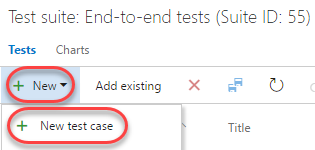 Test suite: End-to-end tests (Suite ID: 55)
Tests Charts
+ New Add existing
+ New test case
Title